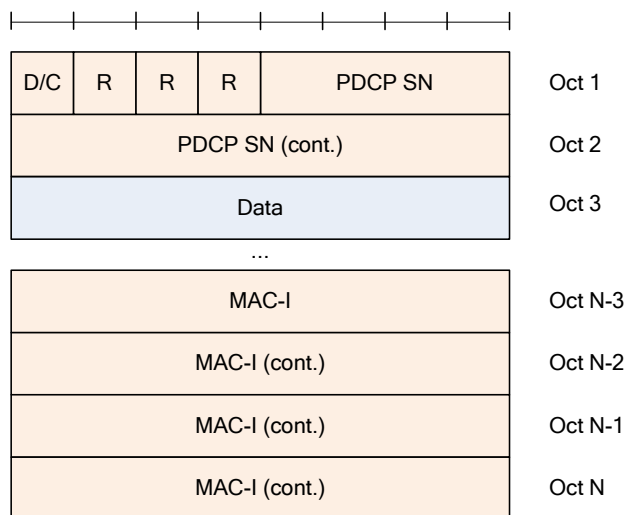 D/C R R R PDCP SN Oct 1
PDCP SN (cont.) Oct 2
Data Oct 3
...
MAC-I Oct N-3
MAC-I (cont.) Oct N-2
MAC-I (cont.) Oct N-1
MAC-I (cont.) Oct N